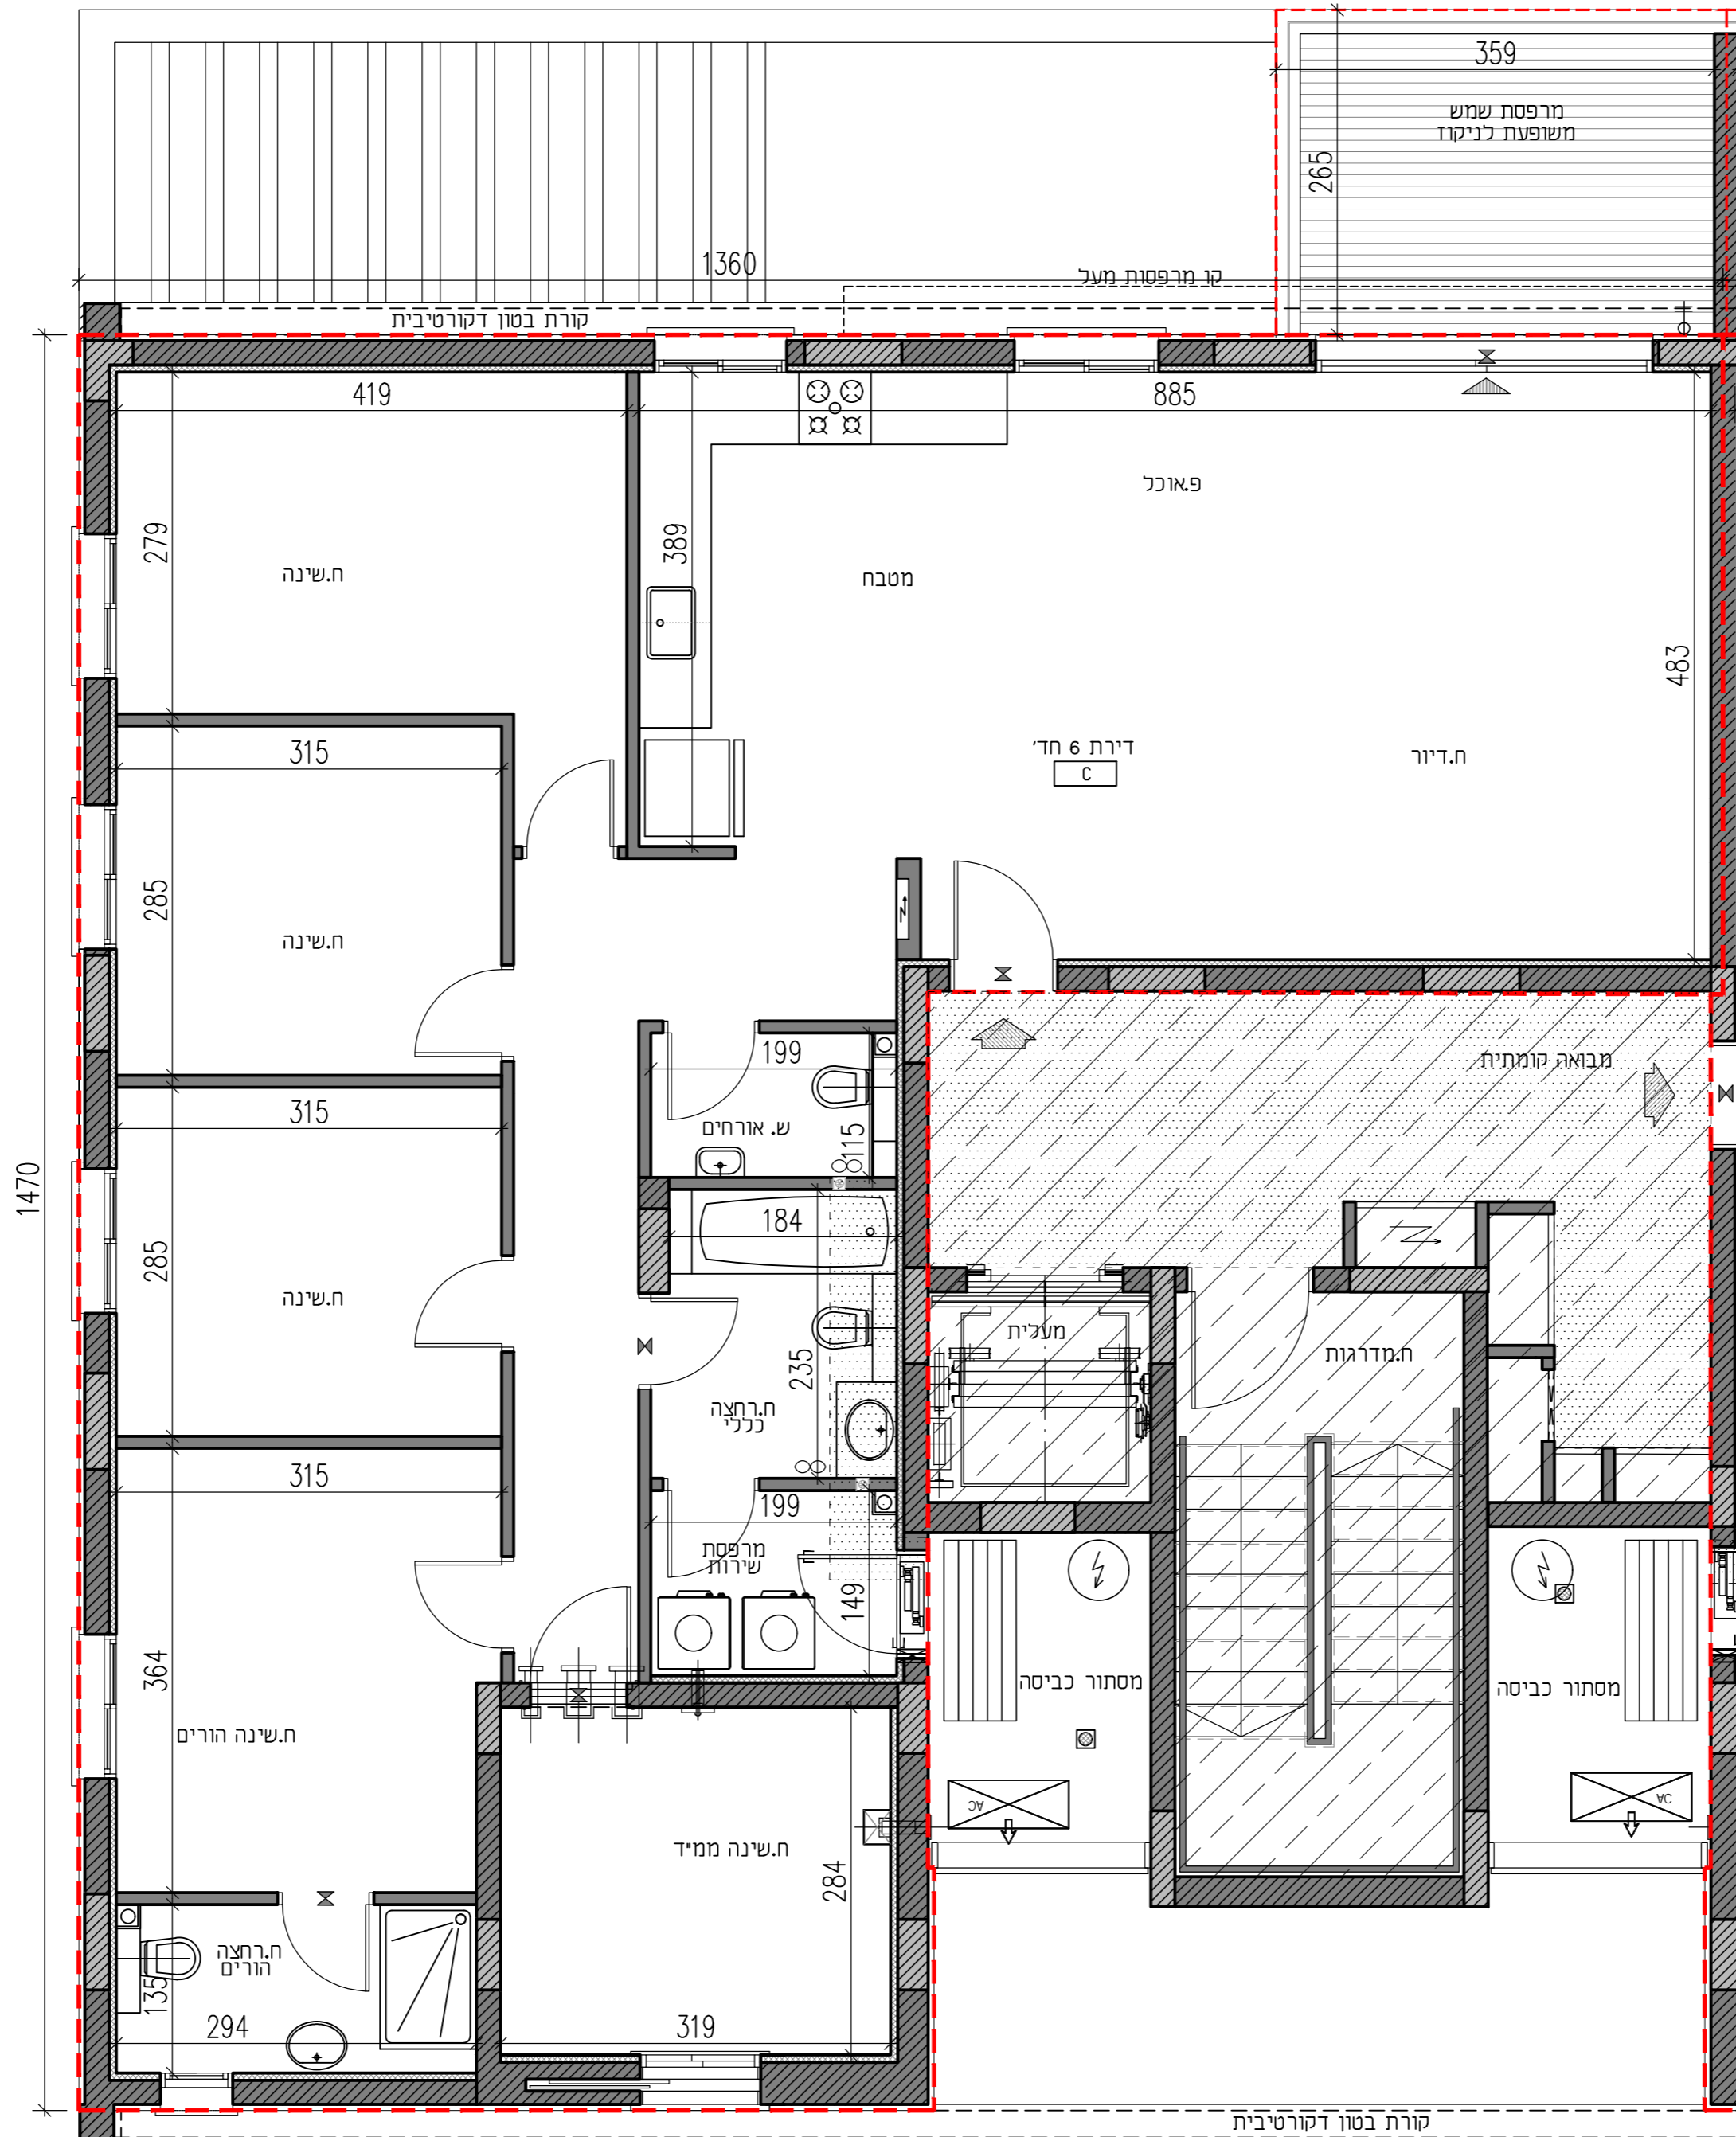 359
מרפסת שמש
משופעת לניקוז
265
1360
קו מרפסות מעל
קורת בטון דקורטיבית
419
885
279
389
פ.אוכל
ח.שינה
מטבח
483
315
דירת 6 חד'
C
ח.דיור
285
ח.שינה
199
מבואה קומתית
315
ש. אורחים
115
1470
184
285
ח.שינה
235
מעלית
ח.מדרגות
ח.רחצה
כללי
315
199
מרפסת
שירות
149
364
מסתור כביסה
מסתור כביסה
ח.שינה הורים
AC
AC
ח.שינה ממ"ד
284
ח.רחצה
הורים
135
294
319
קורת בטון דקורטיבית